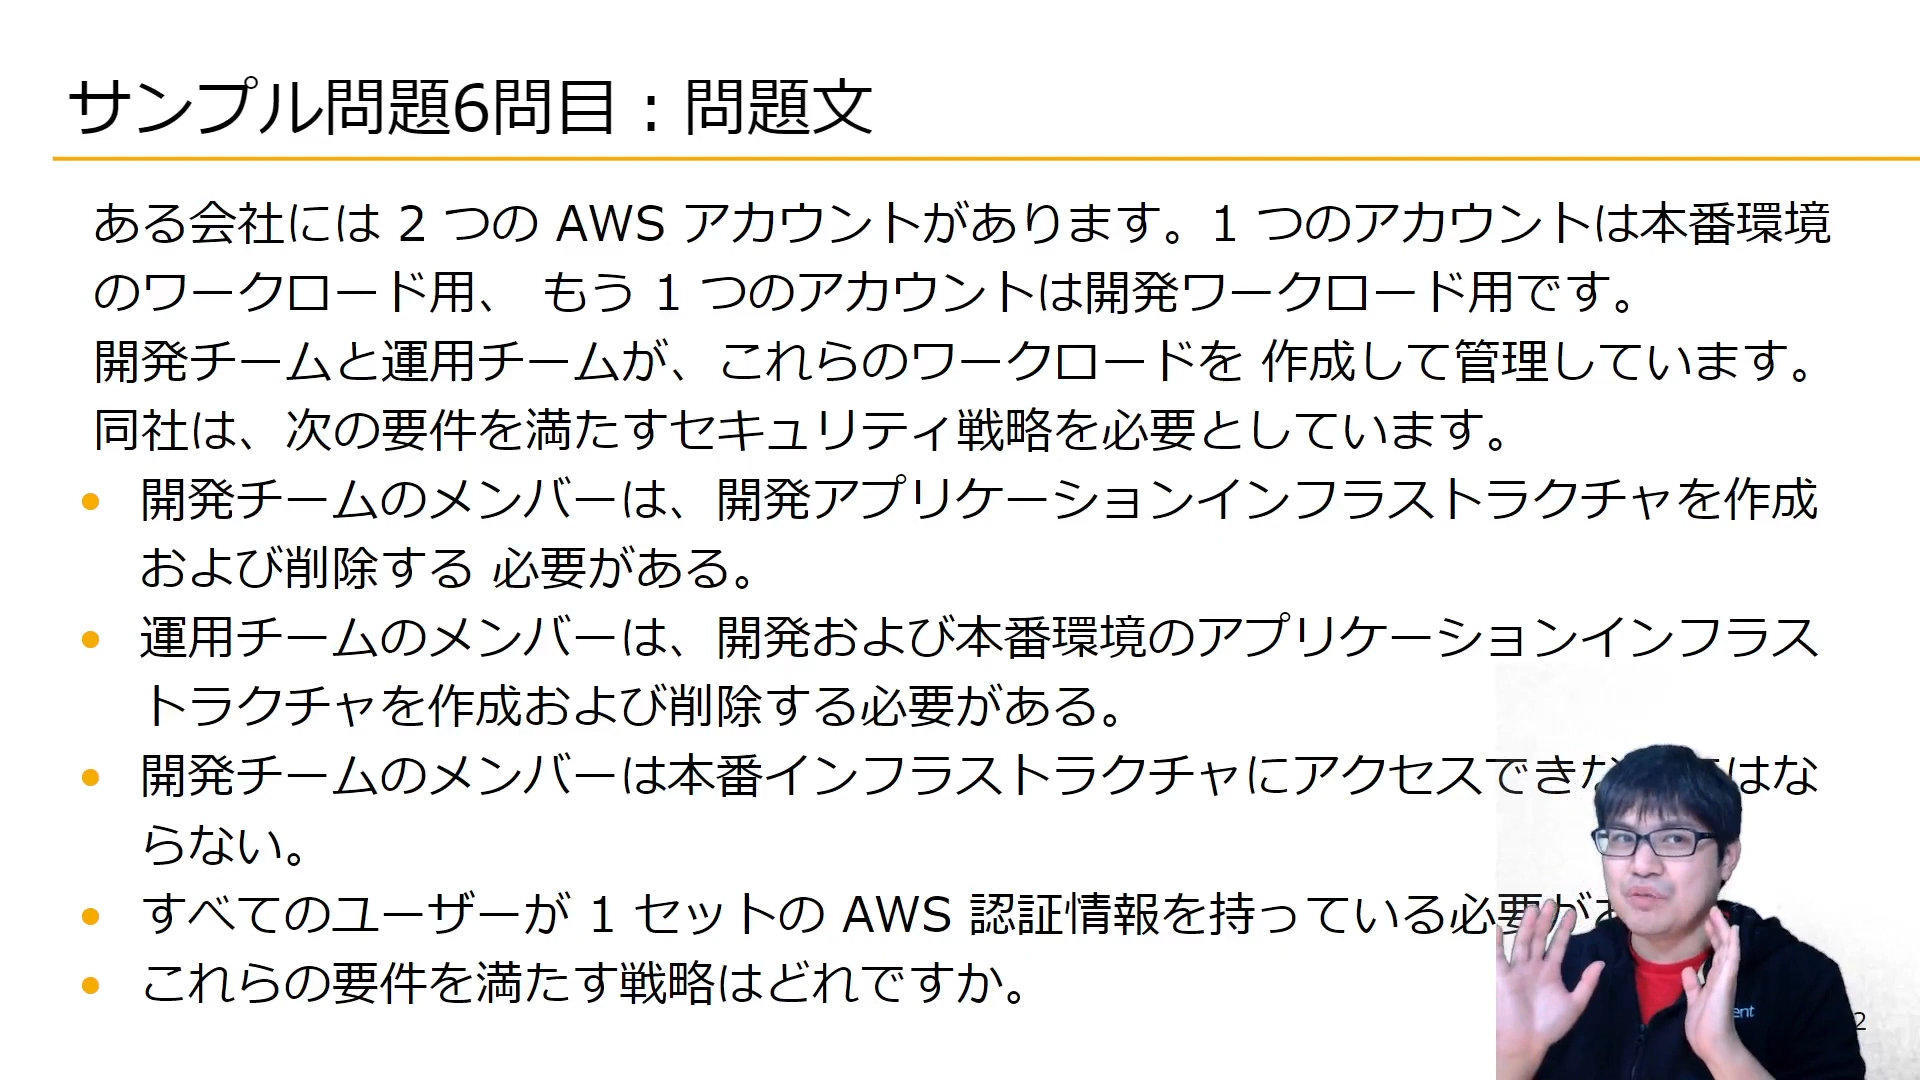 サンプル問題6問目：問題文
ある会社には 2 つの AWS アカウントがあります。1 つのアカウントは本番環境
のワークロード用、 もう 1 つのアカウントは開発ワークロード用です。
開発チームと運用チームが、これらのワークロードを 作成して管理しています。
同社は、次の要件を満たすセキュリティ戦略を必要としています。
• 開発チームのメンバーは、開発アプリケーションインフラストラクチャを作成
および削除する 必要がある。
• 運用チームのメンバーは、開発および本番環境のアプリケーションインフラス
トラクチャを作成および削除する必要がある。
• 開発チームのメンバーは本番インフラストラクチャにアクセスできな はな
らない。
• すべてのユーザーが 1 セットの AWS 認証情報を持っている必要が
• これらの要件を満たす戦略はどれですか。
ent
2